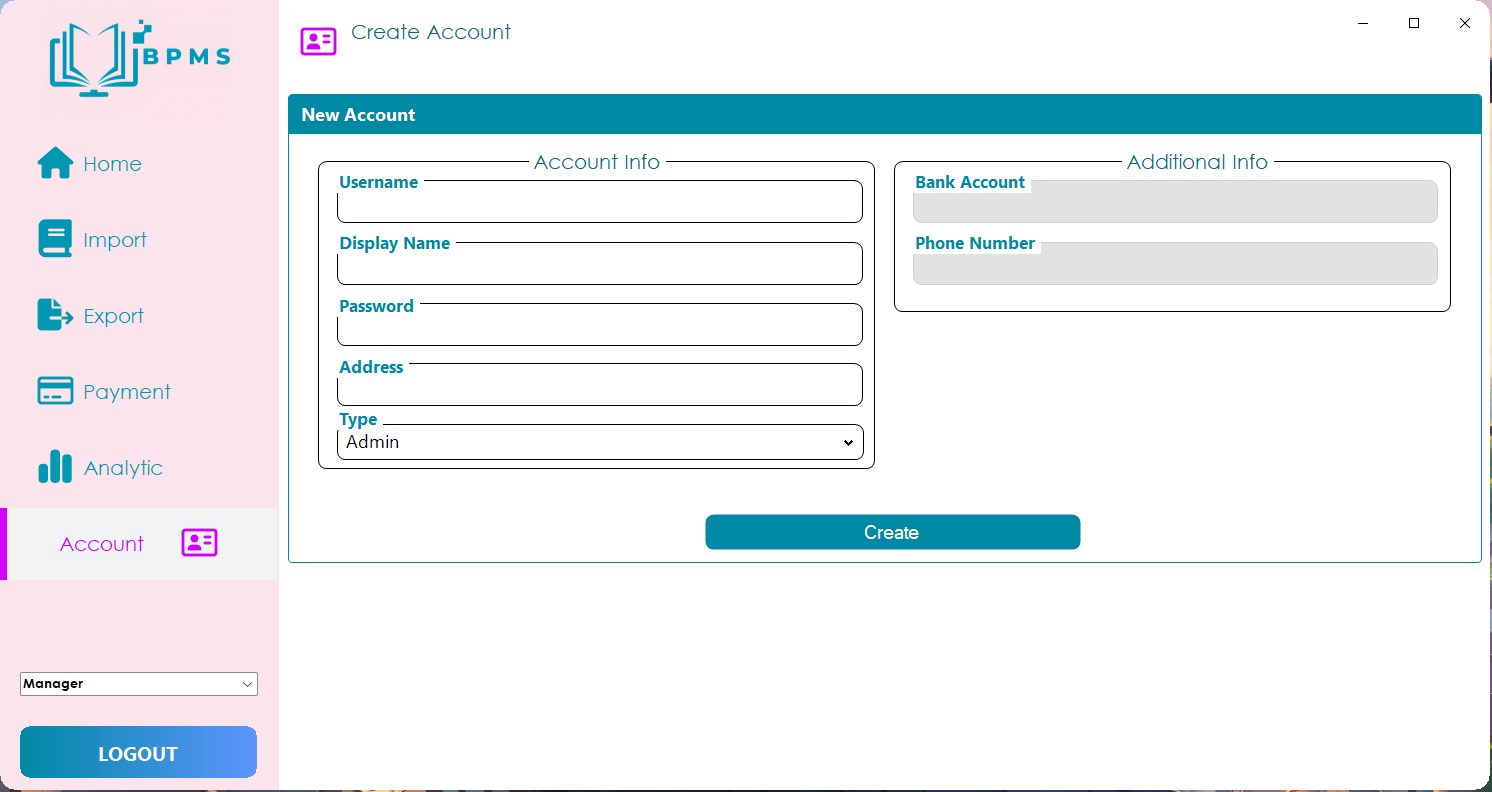 BPMS
Create Account
New Account
Home
Import
Export
Payment
Analytic
Account
Manager
LOGOUT
Account Info
Username
Display Name
Password
Address
Type
Admin
Additional Info
Bank Account
Phone Number
Create